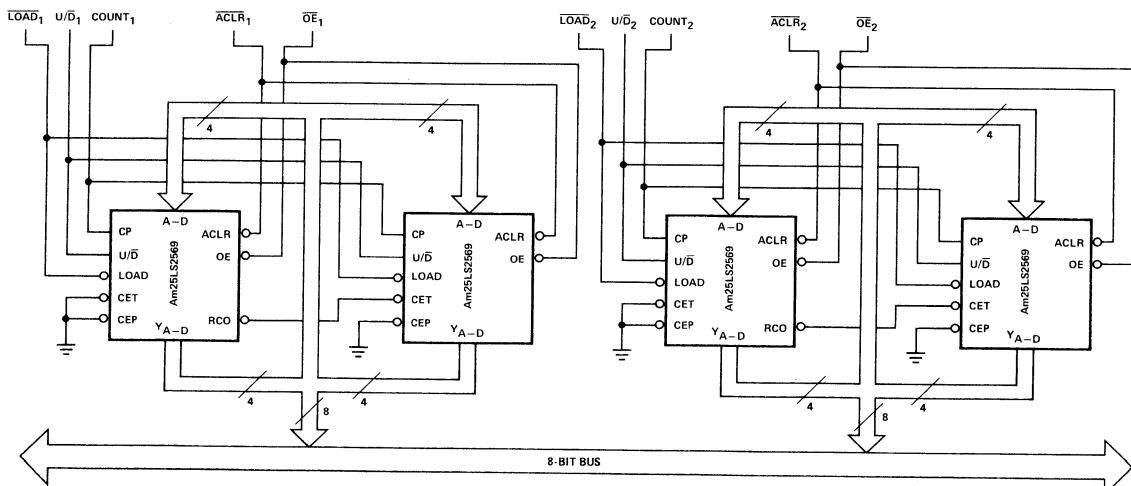 LOAD1 U/D1 COUNT1 ACLR1 OE1 LOAD2 U/D2 COUNT2 ACLR2 OE2
4 4 4 4
A–D
CP
U/D
LOAD
CET
CEP
Am25LS2569
ACLR
OE
RCO
YA–D
A–D
CP
U/D
LOAD
CET
CEP
Am25LS2569
ACLR
OE
YA–D
A–D
CP
U/D
LOAD
CET
CEP
Am25LS2569
ACLR
OE
RCO
YA–D
A–D
CP
U/D
LOAD
CET
CEP
Am25LS2569
ACLR
OE
YA–D
4 4 8
4 4 8
8-BIT BUS